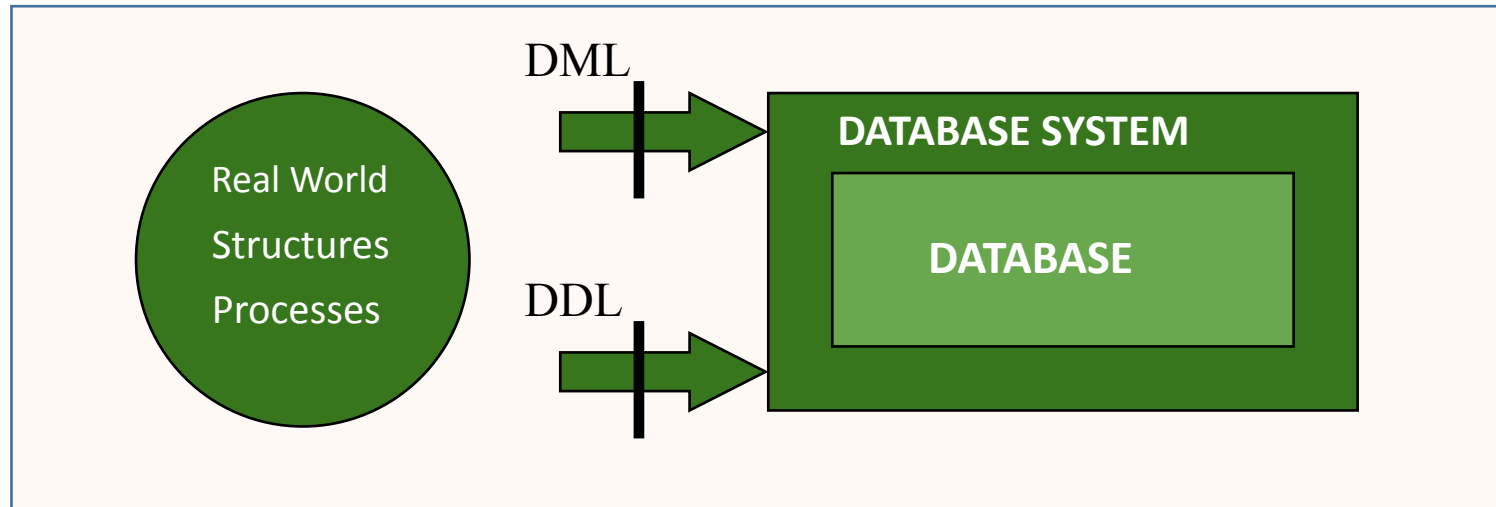 Real World
Structures
Processes
DML
DDL
DATABASE SYSTEM
DATABASE